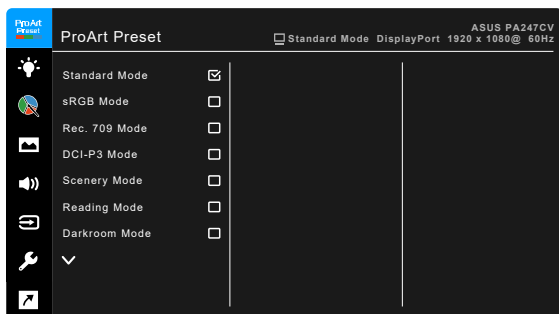 ProArt
Preset
ProArt Preset
ASUS PA247CV
Standard Mode DisplayPort 1920 x 1080@ 60Hz
Standard Mode
sRGB Mode
Rec. 709 Mode
DCI-P3 Mode
Scenery Mode
Reading Mode
Darkroom Mode